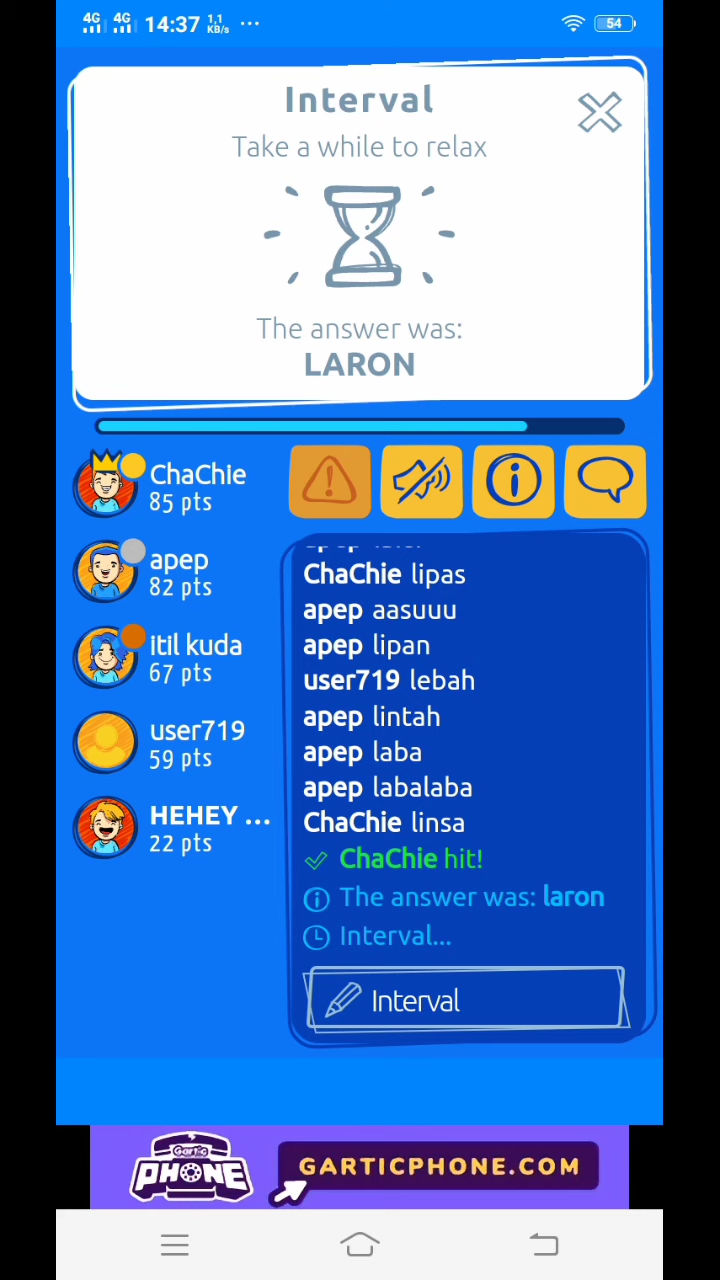 4G 4G 14:37 1,1 KB/s ... 54
Interval
Take a while to relax
The answer was:
LARON
ChaChie
85 pts
apep
82 pts
itil kuda
67 pts
user719
59 pts
HEHEY ...
22 pts
ChaChie lipas
apep aasuuu
apep lipan
user719 lebah
apep lintah
apep laba
apep labalaba
ChaChie linsa
ChaChie hit!
The answer was: laron
Interval...
Interval
Gartic
PHONE
GARTICPHONE.COM